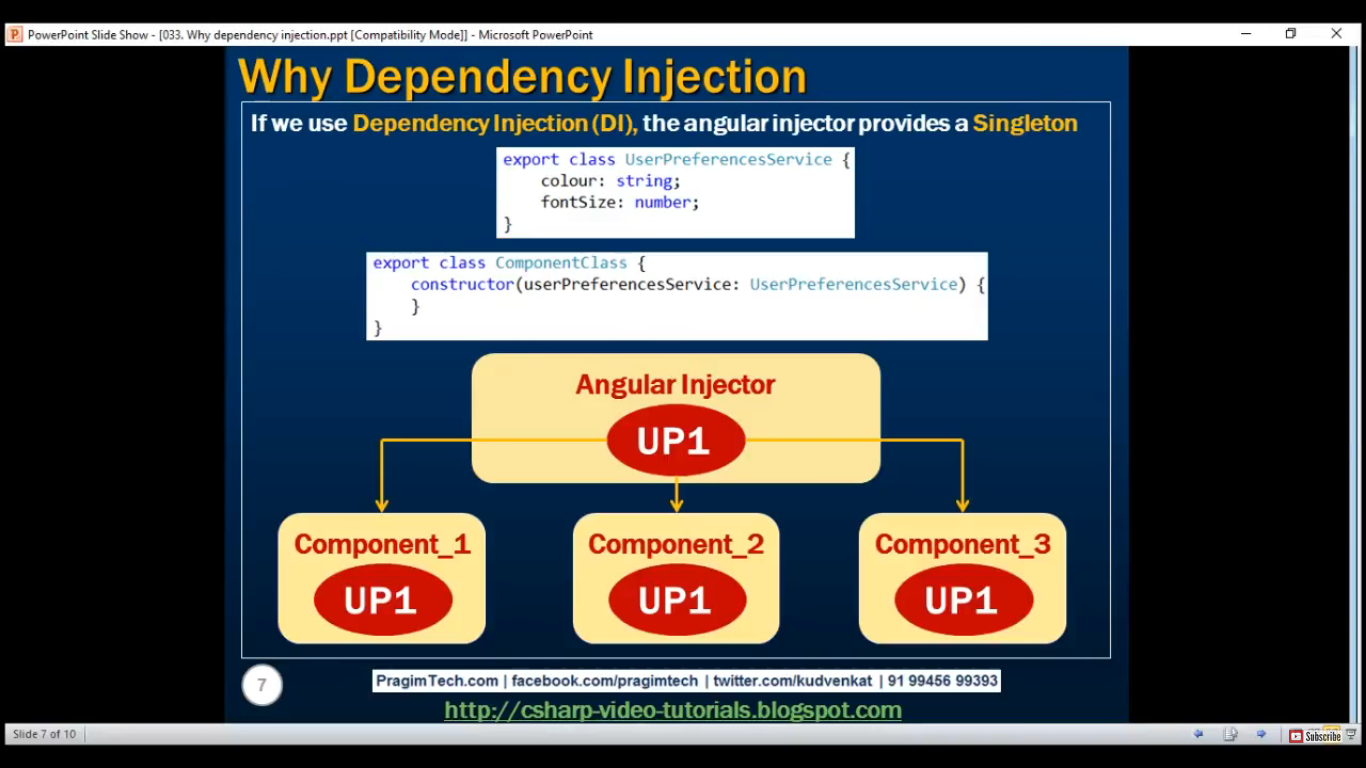 PowerPoint Slide Show - [033. Why dependency injection.ppt [Compatibility Mode]] - Microsoft PowerPoint
Why Dependency Injection
If we use Dependency Injection (DI), the angular injector provides a Singleton
export class UserPreferencesService {
colour: string;
fontSize: number;
}
export class ComponentClass {
constructor(userPreferencesService: UserPreferencesService) {
}
}
Angular Injector
UP1
Component_1
UP1
Component_2
UP1
Component_3
UP1
7
PragimTech.com | facebook.com/pragimtech | twitter.com/kudvenkat | 91 99456 99393
http://csharp-video-tutorials.blogspot.com
Slide 7 of 10
Subscribe